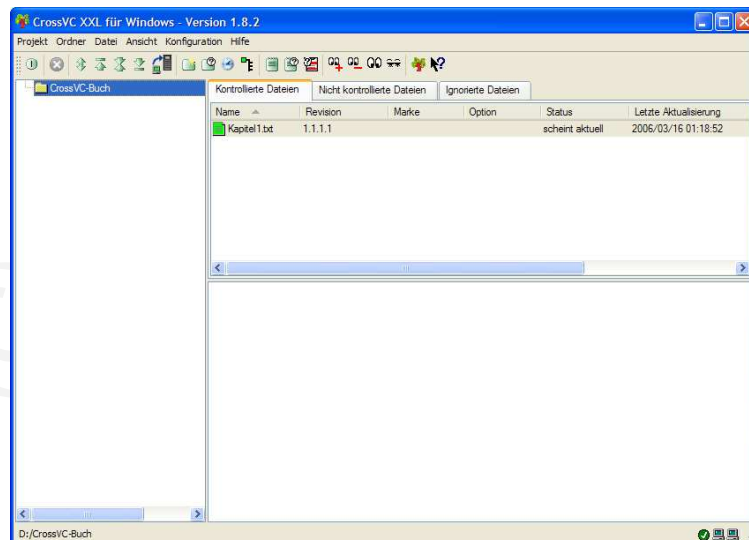 CrossVC XXL für Windows - Version 1.8.2
Projekt Ordner Datei Ansicht Konfiguration Hilfe
CrossVC-Buch
Kontrollierte Dateien Nicht kontrollierte Dateien Ignorierte Dateien
Name Revision Marke Option Status Letzte Aktualisierung
Kapitel1.txt 1.1.1.1 scheint aktuell 2006/03/16 01:18:52
D:/CrossVC-Buch